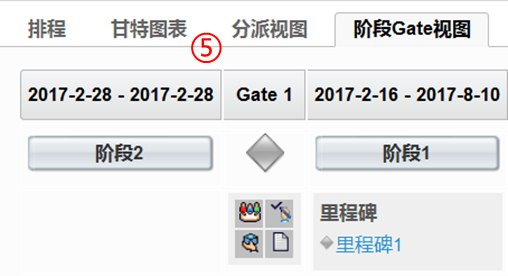 排程 甘特图表 分派视图 阶段Gate视图
⑤
2017-2-28 - 2017-2-28 Gate 1 2017-2-16 - 2017-8-10
阶段2 阶段1
里程碑
里程碑1